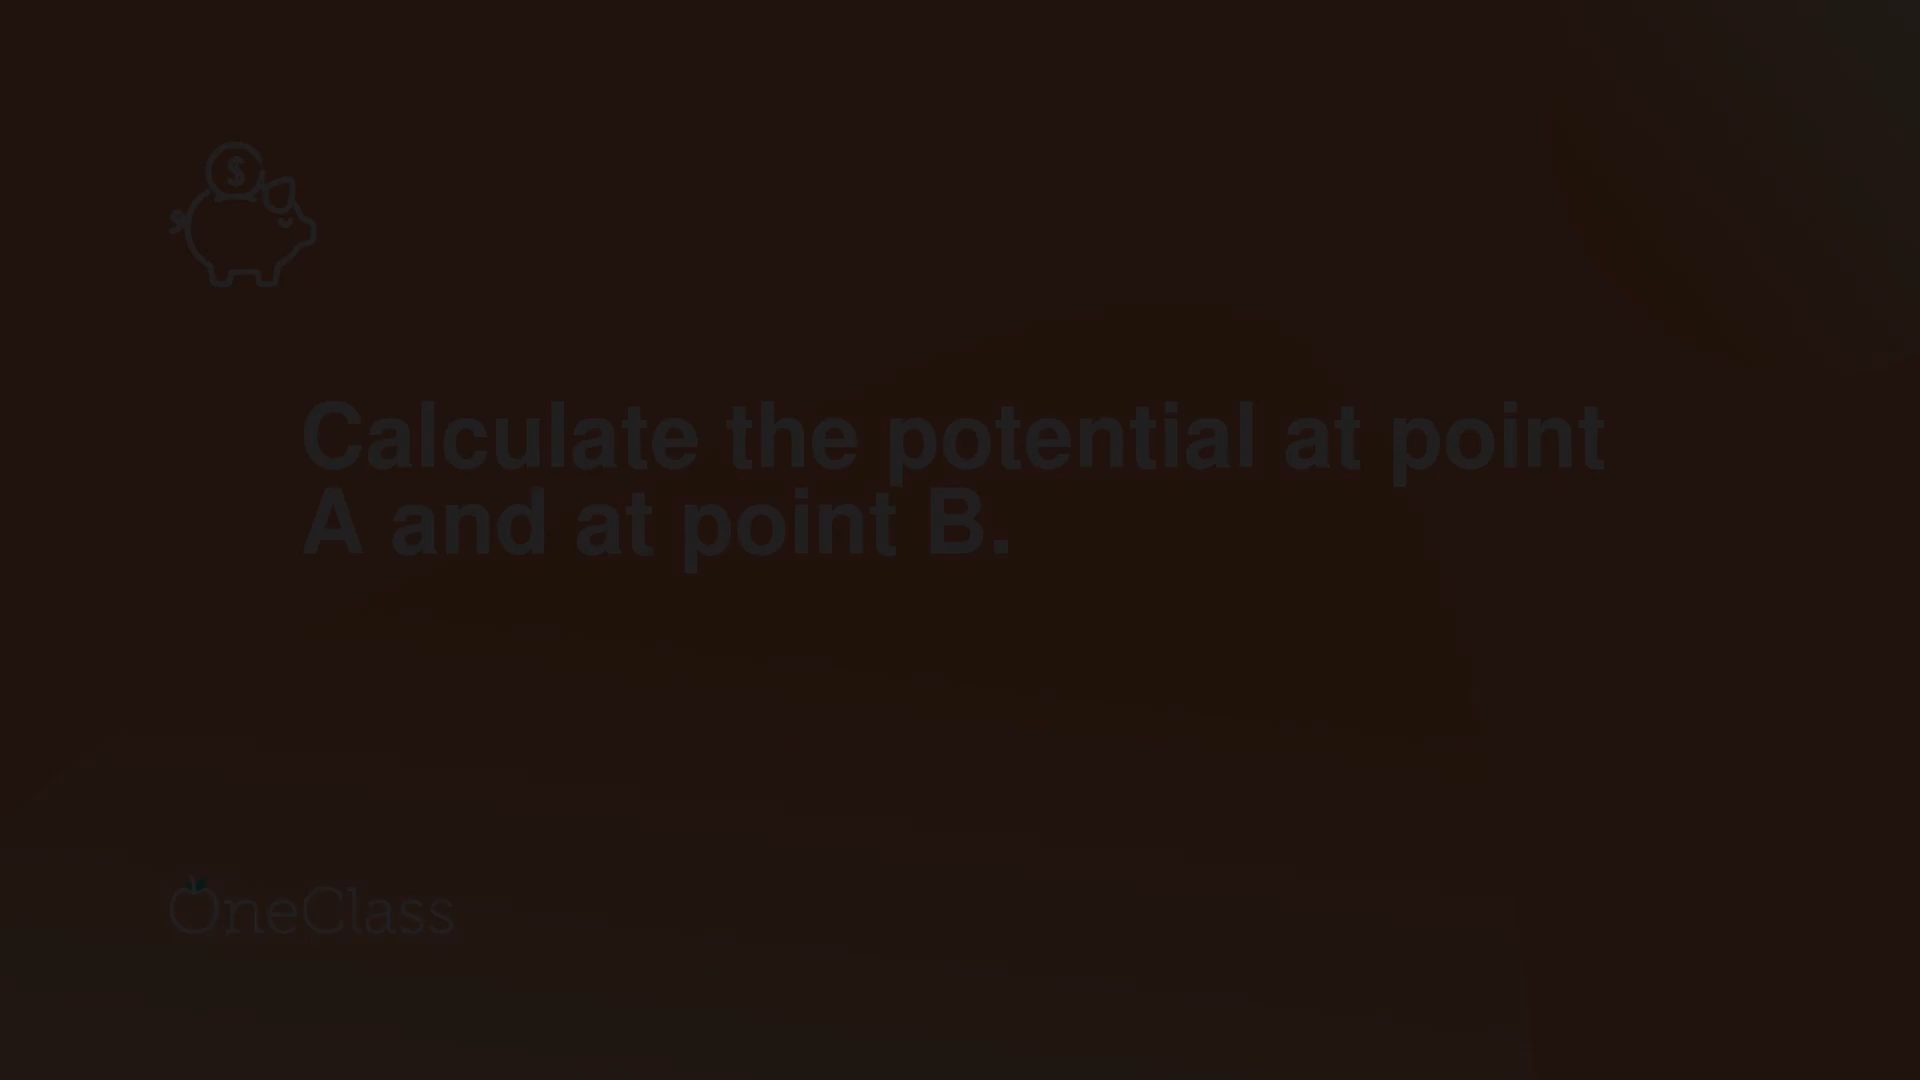 $
Calculate the potential at point
A and at point B.
OneClass